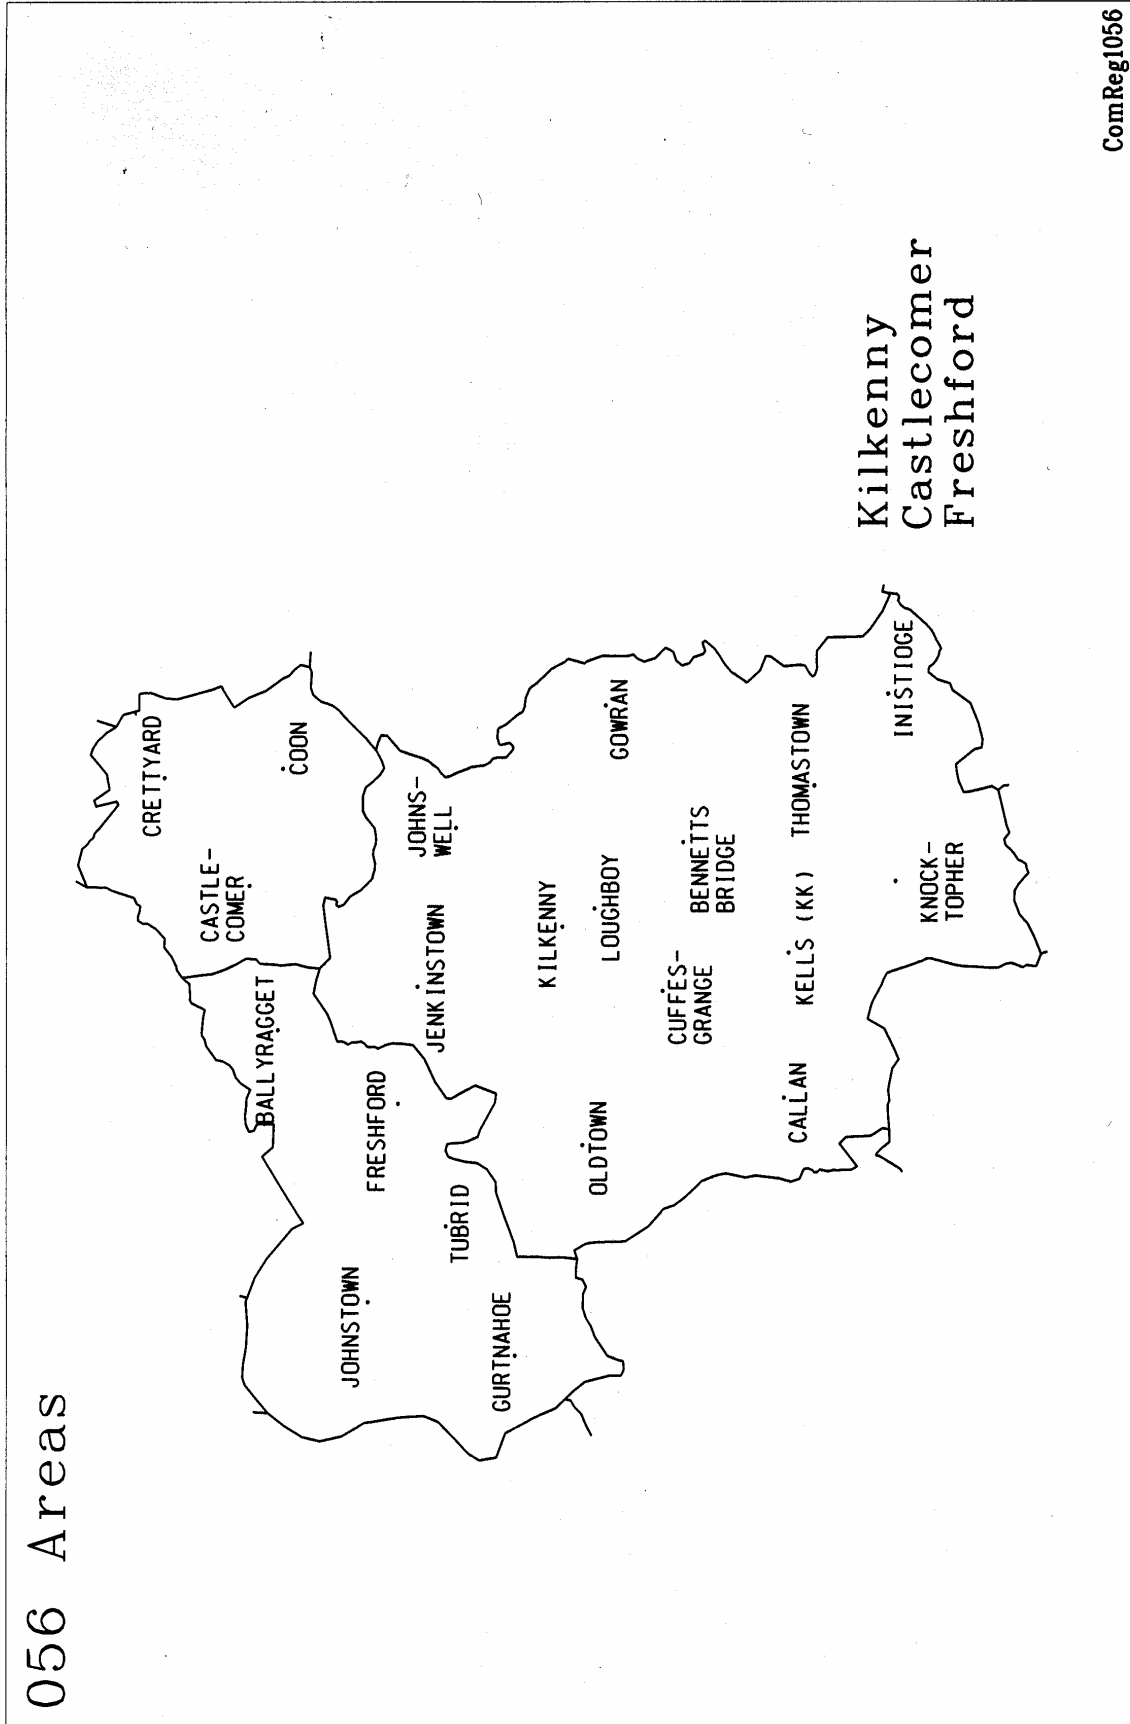 056 Areas
CRETTYARD
CASTLE-
COMER
COON
BALLYRAGGET
JOHNSTOWN
FRESHFORD
JOHNS-
WELL
JENKINSTOWN
TUBRID
GURTNAHOE
KILKENNY
OLDTOWN
LOUGHBOY
GOWRAN
CUFFES-
GRANGE
BENNETTS
BRIDGE
CALLAN
KELLS (KK)
THOMASTOWN
INISTIOGE
KNOCK-
TOPHER
Kilkenny
Castlecomer
Freshford
ComReg1056